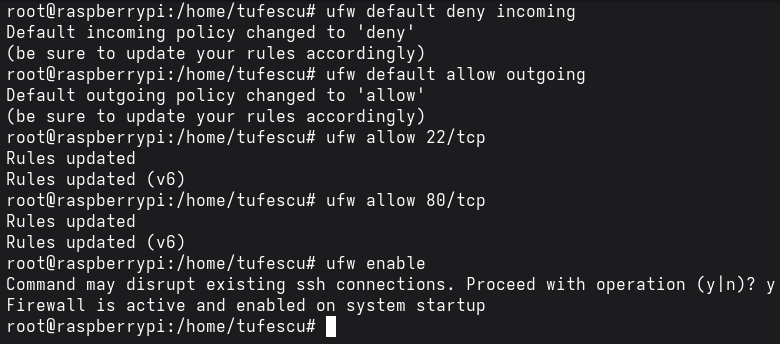 root@raspberrypi:/home/tufescu# ufw default deny incoming
Default incoming policy changed to 'deny'
(be sure to update your rules accordingly)
root@raspberrypi:/home/tufescu# ufw default allow outgoing
Default outgoing policy changed to 'allow'
(be sure to update your rules accordingly)
root@raspberrypi:/home/tufescu# ufw allow 22/tcp
Rules updated
Rules updated (v6)
root@raspberrypi:/home/tufescu# ufw allow 80/tcp
Rules updated
Rules updated (v6)
root@raspberrypi:/home/tufescu# ufw enable
Command may disrupt existing ssh connections. Proceed with operation (y|n)? y
Firewall is active and enabled on system startup
root@raspberrypi:/home/tufescu#